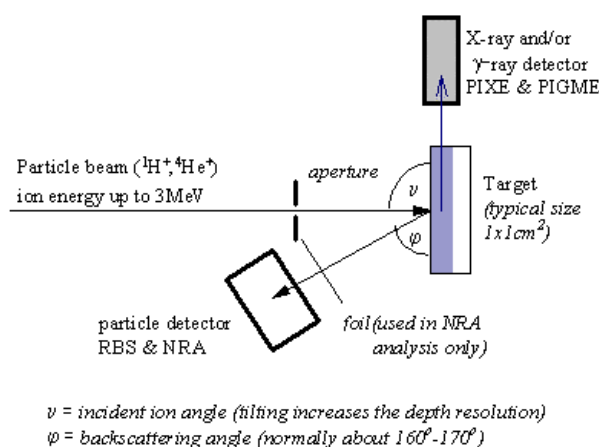 X-ray and/or
γ-ray detector
PIXE & PIGME
Particle beam (¹H⁺,⁴He⁺)
ion energy up to 3MeV
aperture
υ
φ
Target
(typical size
1x1cm²)
particle detector
RBS & NRA
foil(used in NRA
analysis only)
υ = incident ion angle (tilting increases the depth resolution)
φ = backscattering angle (normally about 160º-170º)